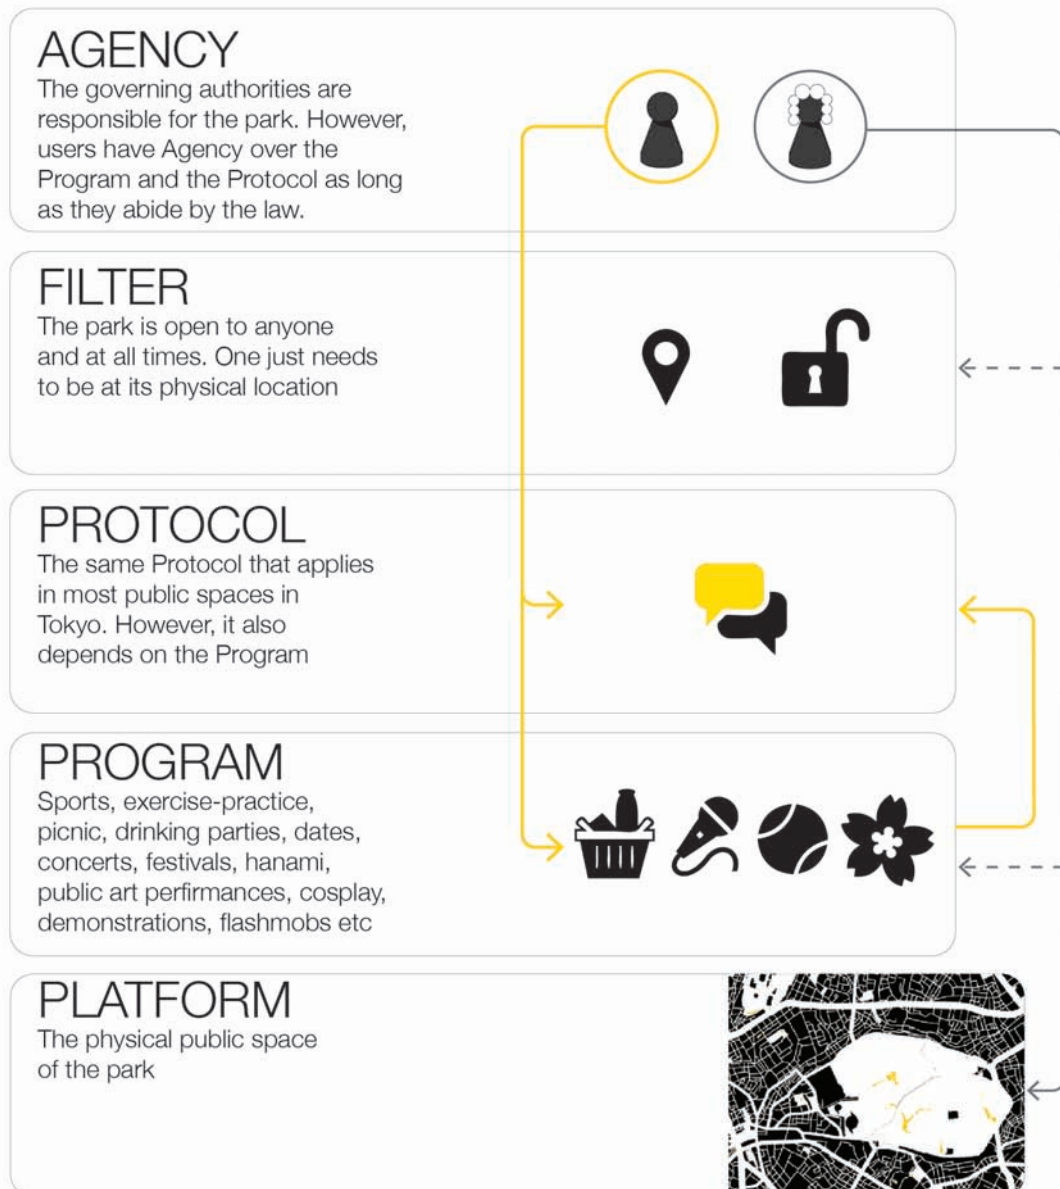 AGENCY
The governing authorities are
responsible for the park. However,
users have Agency over the
Program and the Protocol as long
as they abide by the law.
FILTER
The park is open to anyone
and at all times. One just needs
to be at its physical location
PROTOCOL
The same Protocol that applies
in most public spaces in
Tokyo. However, it also
depends on the Program
PROGRAM
Sports, exercise-practice,
picnic, drinking parties, dates,
concerts, festivals, hanami,
public art perfirmances, cosplay,
demonstrations, flashmobs etc
PLATFORM
The physical public space
of the park